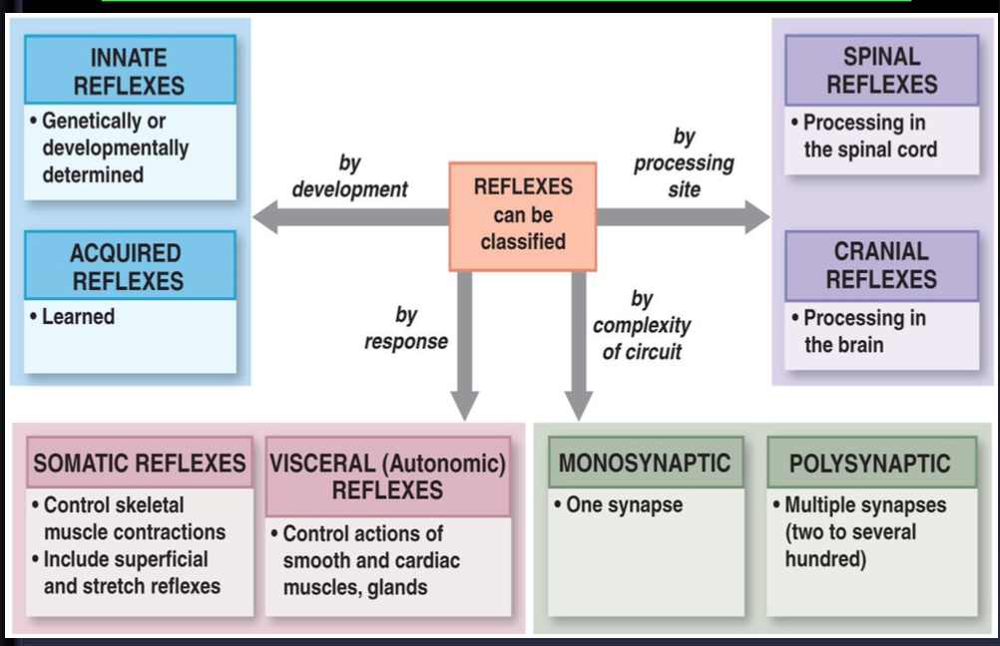 INNATE
REFLEXES
• Genetically or
developmentally
determined
ACQUIRED
REFLEXES
• Learned
by
development
REFLEXES
can be
classified
by
processing
site
SPINAL
REFLEXES
• Processing in
the spinal cord
CRANIAL
REFLEXES
• Processing in
the brain
by
response
by
complexity
of circuit
SOMATIC REFLEXES
• Control skeletal
muscle contractions
• Include superficial
and stretch reflexes
VISCERAL (Autonomic)
REFLEXES
• Control actions of
smooth and cardiac
muscles, glands
MONOSYNAPTIC
• One synapse
POLYSYNAPTIC
• Multiple synapses
(two to several
hundred)